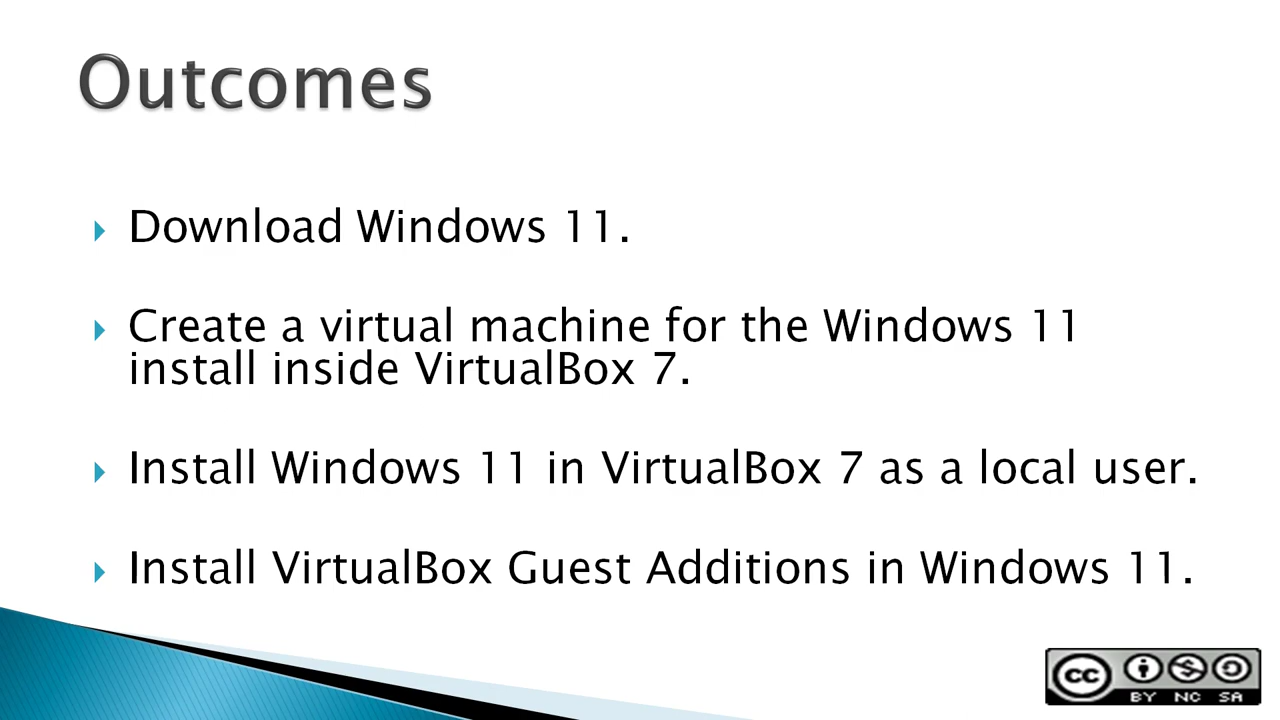 Outcomes
Download Windows 11.
Create a virtual machine for the Windows 11
install inside VirtualBox 7.
Install Windows 11 in VirtualBox 7 as a local user.
Install VirtualBox Guest Additions in Windows 11.
cc
BY NC SA